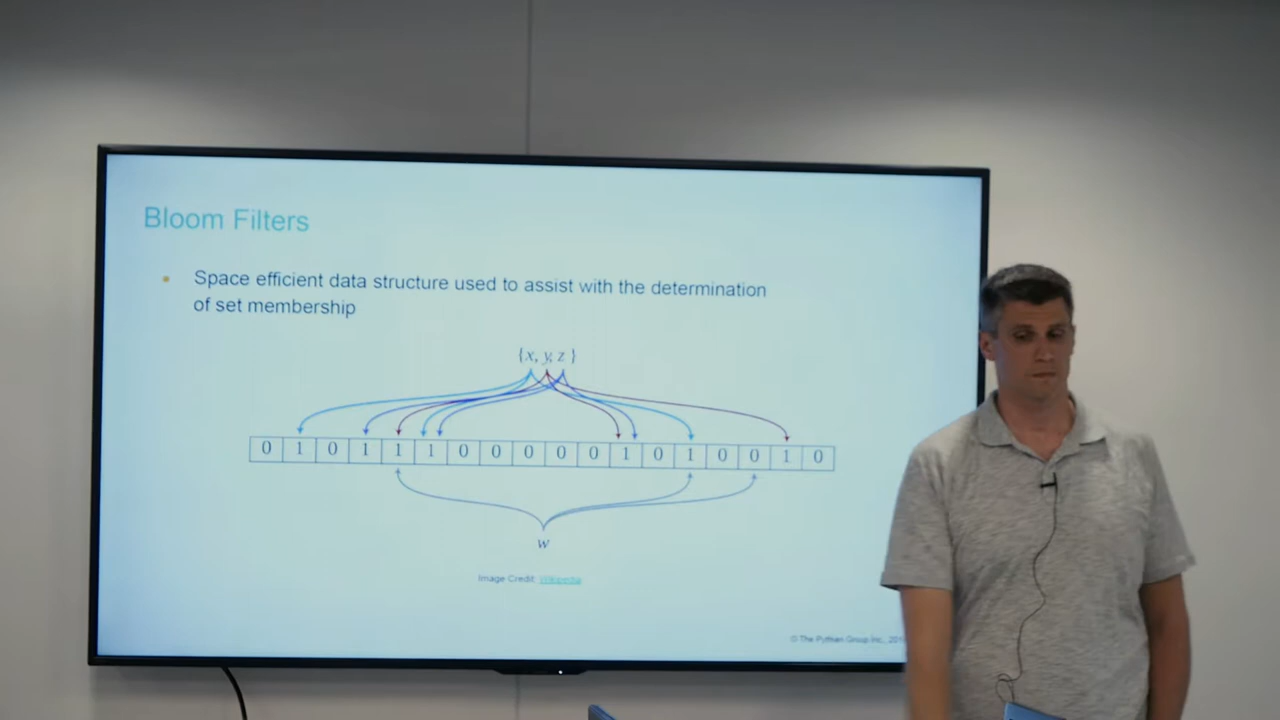 Bloom Filters
• Space efficient data structure used to assist with the determination
of set membership
{x, y, z }
0 1 0 1 1 1 0 0 0 0 0 1 0 1 0 0 1 0
w
Image Credit: Wikipedia
© The Pythian Group Inc.,